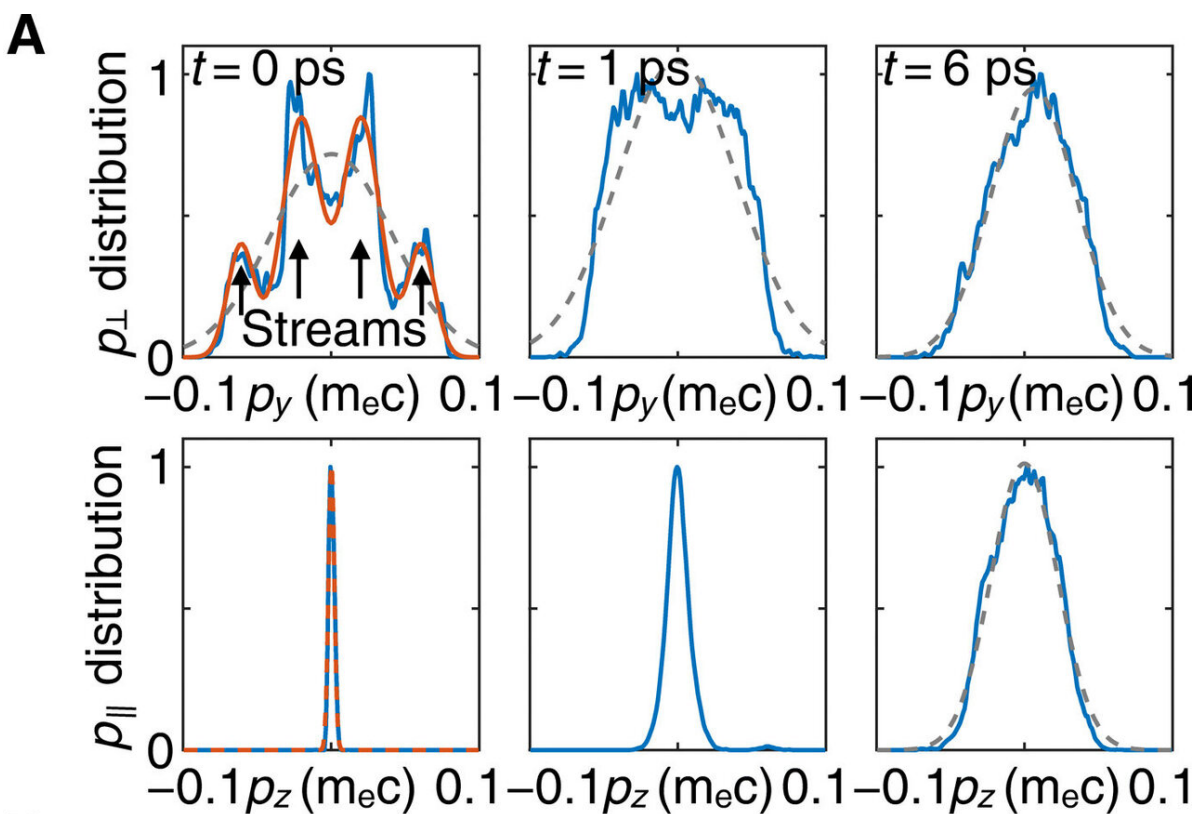 A
t = 0 ps
t = 1 ps
t = 6 ps
p⊥ distribution
1
0
Streams
−0.1 py (mec) 0.1
−0.1 py (mec) 0.1
−0.1 py (mec) 0.1
p∥ distribution
1
0
−0.1 pz (mec) 0.1
−0.1 pz (mec) 0.1
−0.1 pz (mec) 0.1